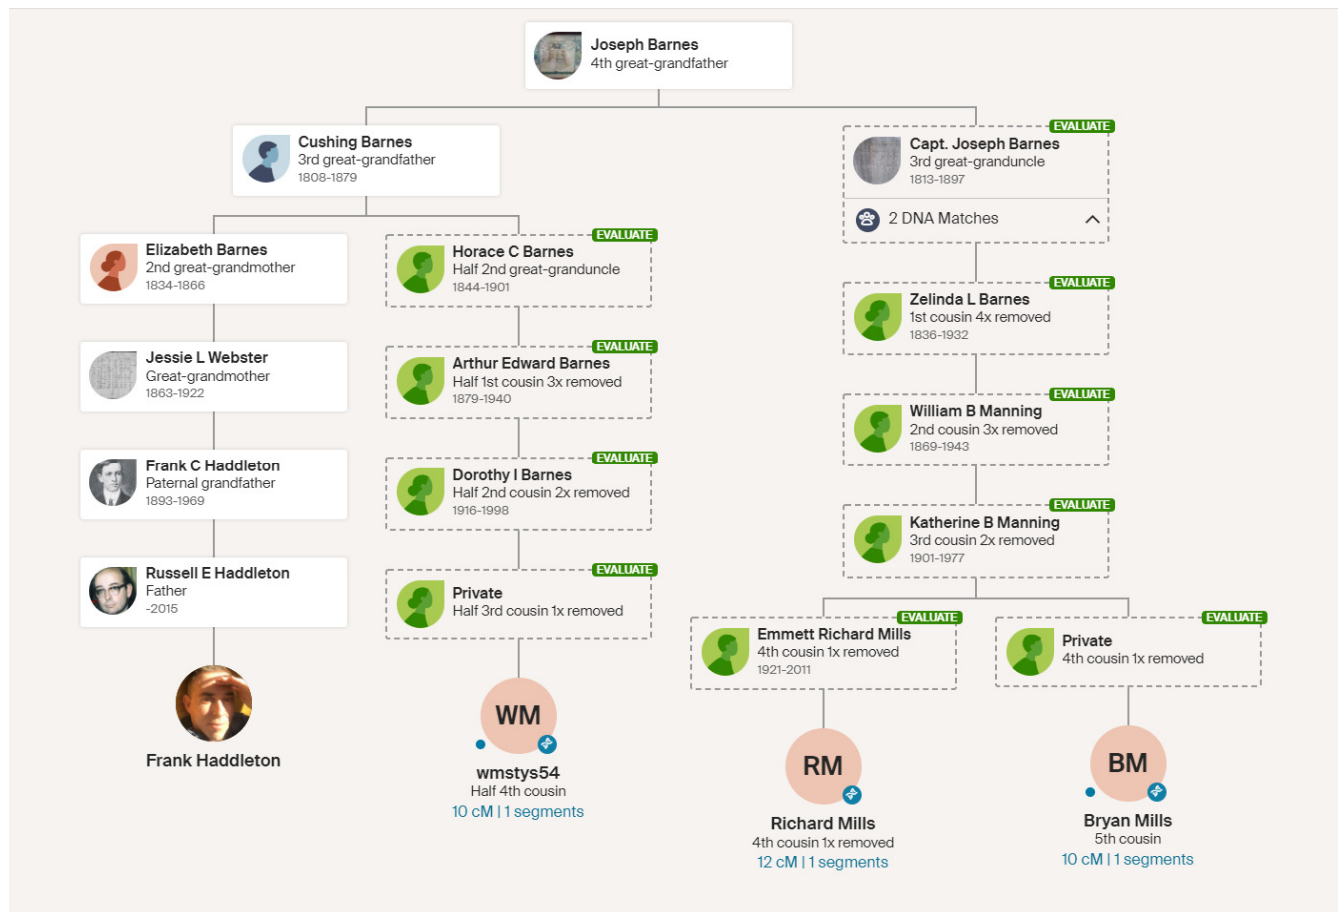 Joseph Barnes
4th great-grandfather
EVALUATE
Cushing Barnes
3rd great-grandfather
1808-1879
Capt. Joseph Barnes
3rd great-granduncle
1813-1897
2 DNA Matches
Elizabeth Barnes
2nd great-grandmother
1834-1866
EVALUATE
Horace C Barnes
Half 2nd great-granduncle
1844-1901
EVALUATE
Zelinda L Barnes
1st cousin 4x removed
1836-1932
Jessie L Webster
Great-grandmother
1863-1922
EVALUATE
Arthur Edward Barnes
Half 1st cousin 3x removed
1879-1940
EVALUATE
William B Manning
2nd cousin 3x removed
1869-1943
Frank C Haddleton
Paternal grandfather
1893-1969
EVALUATE
Dorothy I Barnes
Half 2nd cousin 2x removed
1916-1998
EVALUATE
Katherine B Manning
3rd cousin 2x removed
1901-1977
Russell E Haddleton
Father
-2015
EVALUATE
Private
Half 3rd cousin 1x removed
EVALUATE
Emmett Richard Mills
4th cousin 1x removed
1921-2011
EVALUATE
Private
4th cousin 1x removed
Frank Haddleton
WM
wmstys54
Half 4th cousin
10 cM | 1 segments
RM
Richard Mills
4th cousin 1x removed
12 cM | 1 segments
BM
Bryan Mills
5th cousin
10 cM | 1 segments